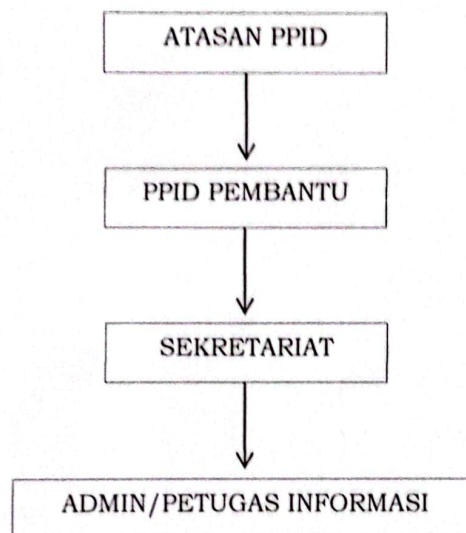 ATASAN PPID
PPID PEMBANTU
SEKRETARIAT
ADMIN/PETUGAS INFORMASI